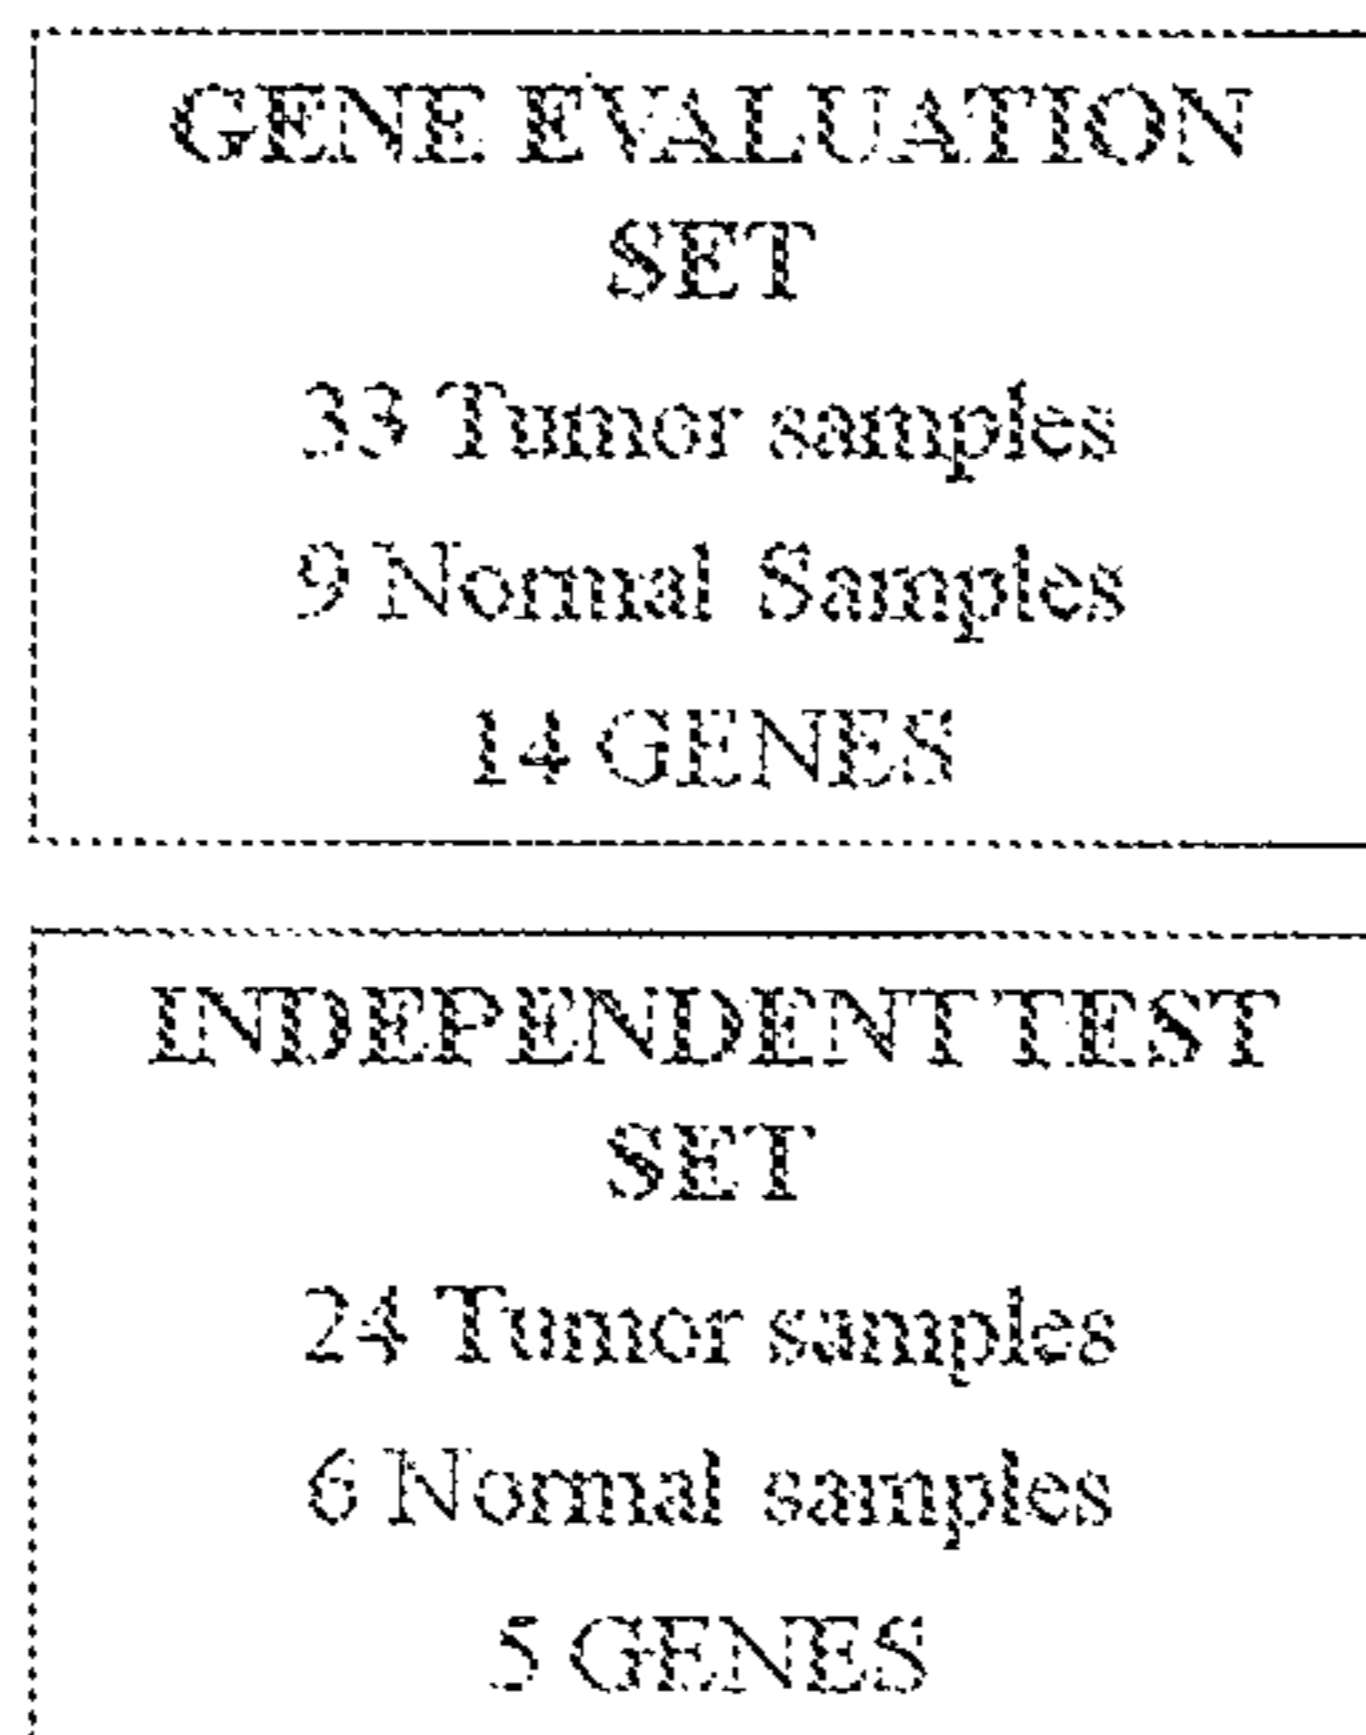 GENE EVALUATION
SET
33 Tumor samples
9 Normal Samples
14 GENES
INDEPENDENT TEST
SET
24 Tumor samples
6 Normal samples
5 GENES